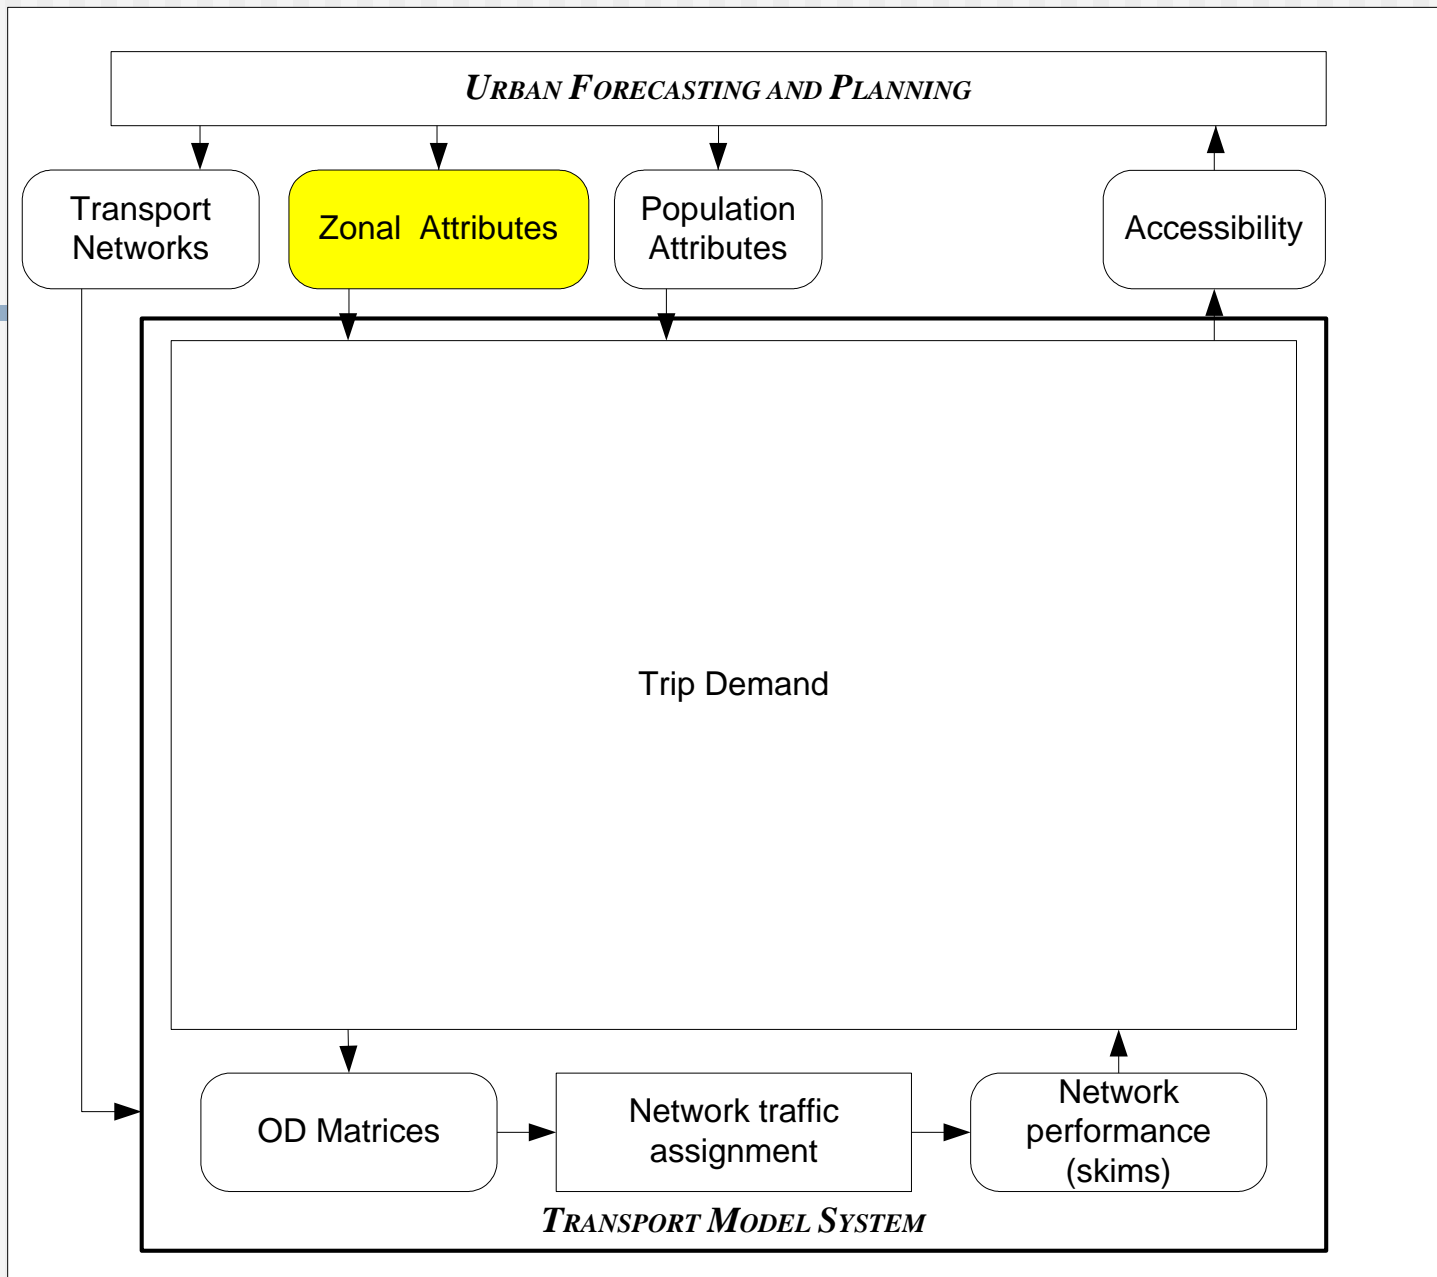 URBAN FORECASTING AND PLANNING
Transport
Networks
Zonal Attributes
Population
Attributes
Accessibility
Trip Demand
OD Matrices
Network traffic
assignment
Network
performance
(skims)
TRANSPORT MODEL SYSTEM